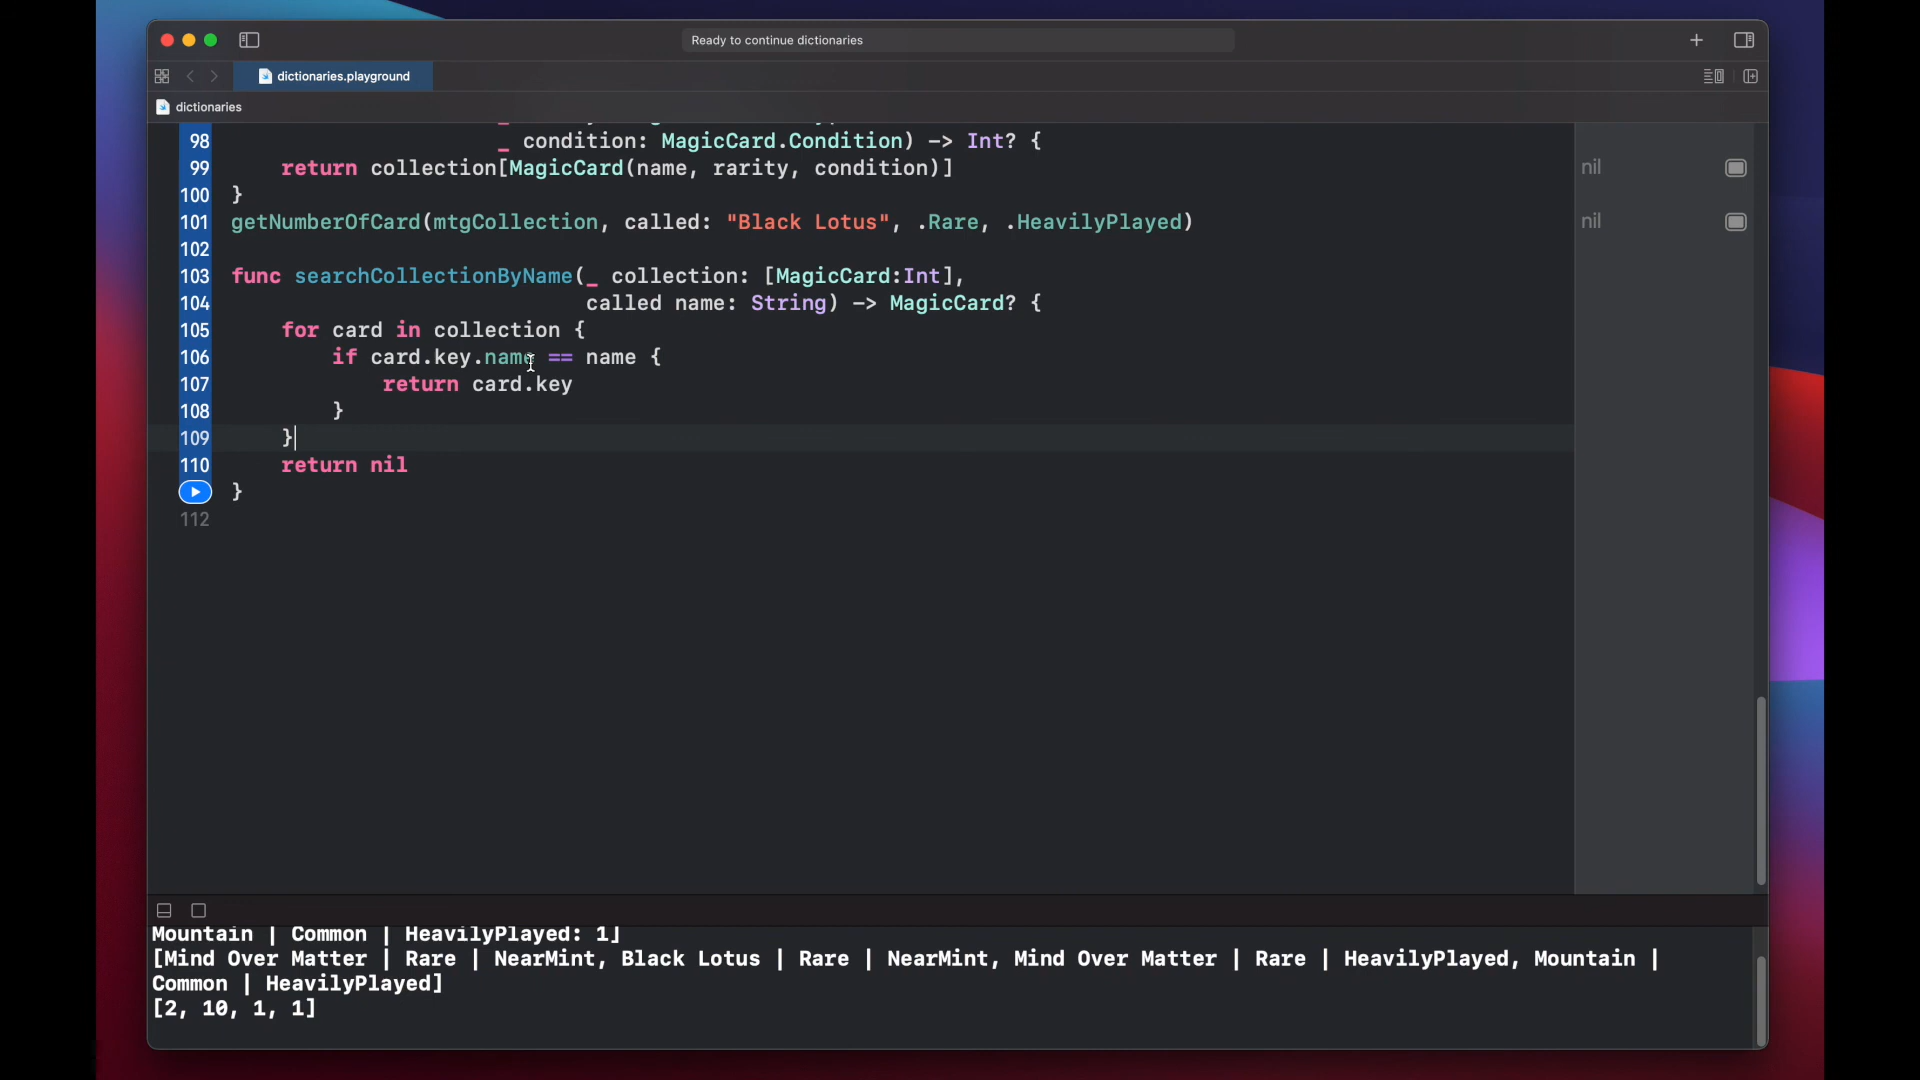 Ready to continue dictionaries
dictionaries.playground
dictionaries
98 _ condition: MagicCard.Condition) -> Int? {
99 return collection[MagicCard(name, rarity, condition)]
nil
100 }
101 getNumberOfCard(mtgCollection, called: "Black Lotus", .Rare, .HeavilyPlayed)
nil
102
103 func searchCollectionByName(_ collection: [MagicCard:Int],
104 called name: String) -> MagicCard? {
105 for card in collection {
106 if card.key.name == name {
107 return card.key
108 }
109 }
110 return nil
}
112
Mountain | Common | HeavilyPlayed: 1]
[Mind Over Matter | Rare | NearMint, Black Lotus | Rare | NearMint, Mind Over Matter | Rare | HeavilyPlayed, Mountain |
Common | HeavilyPlayed]
[2, 10, 1, 1]